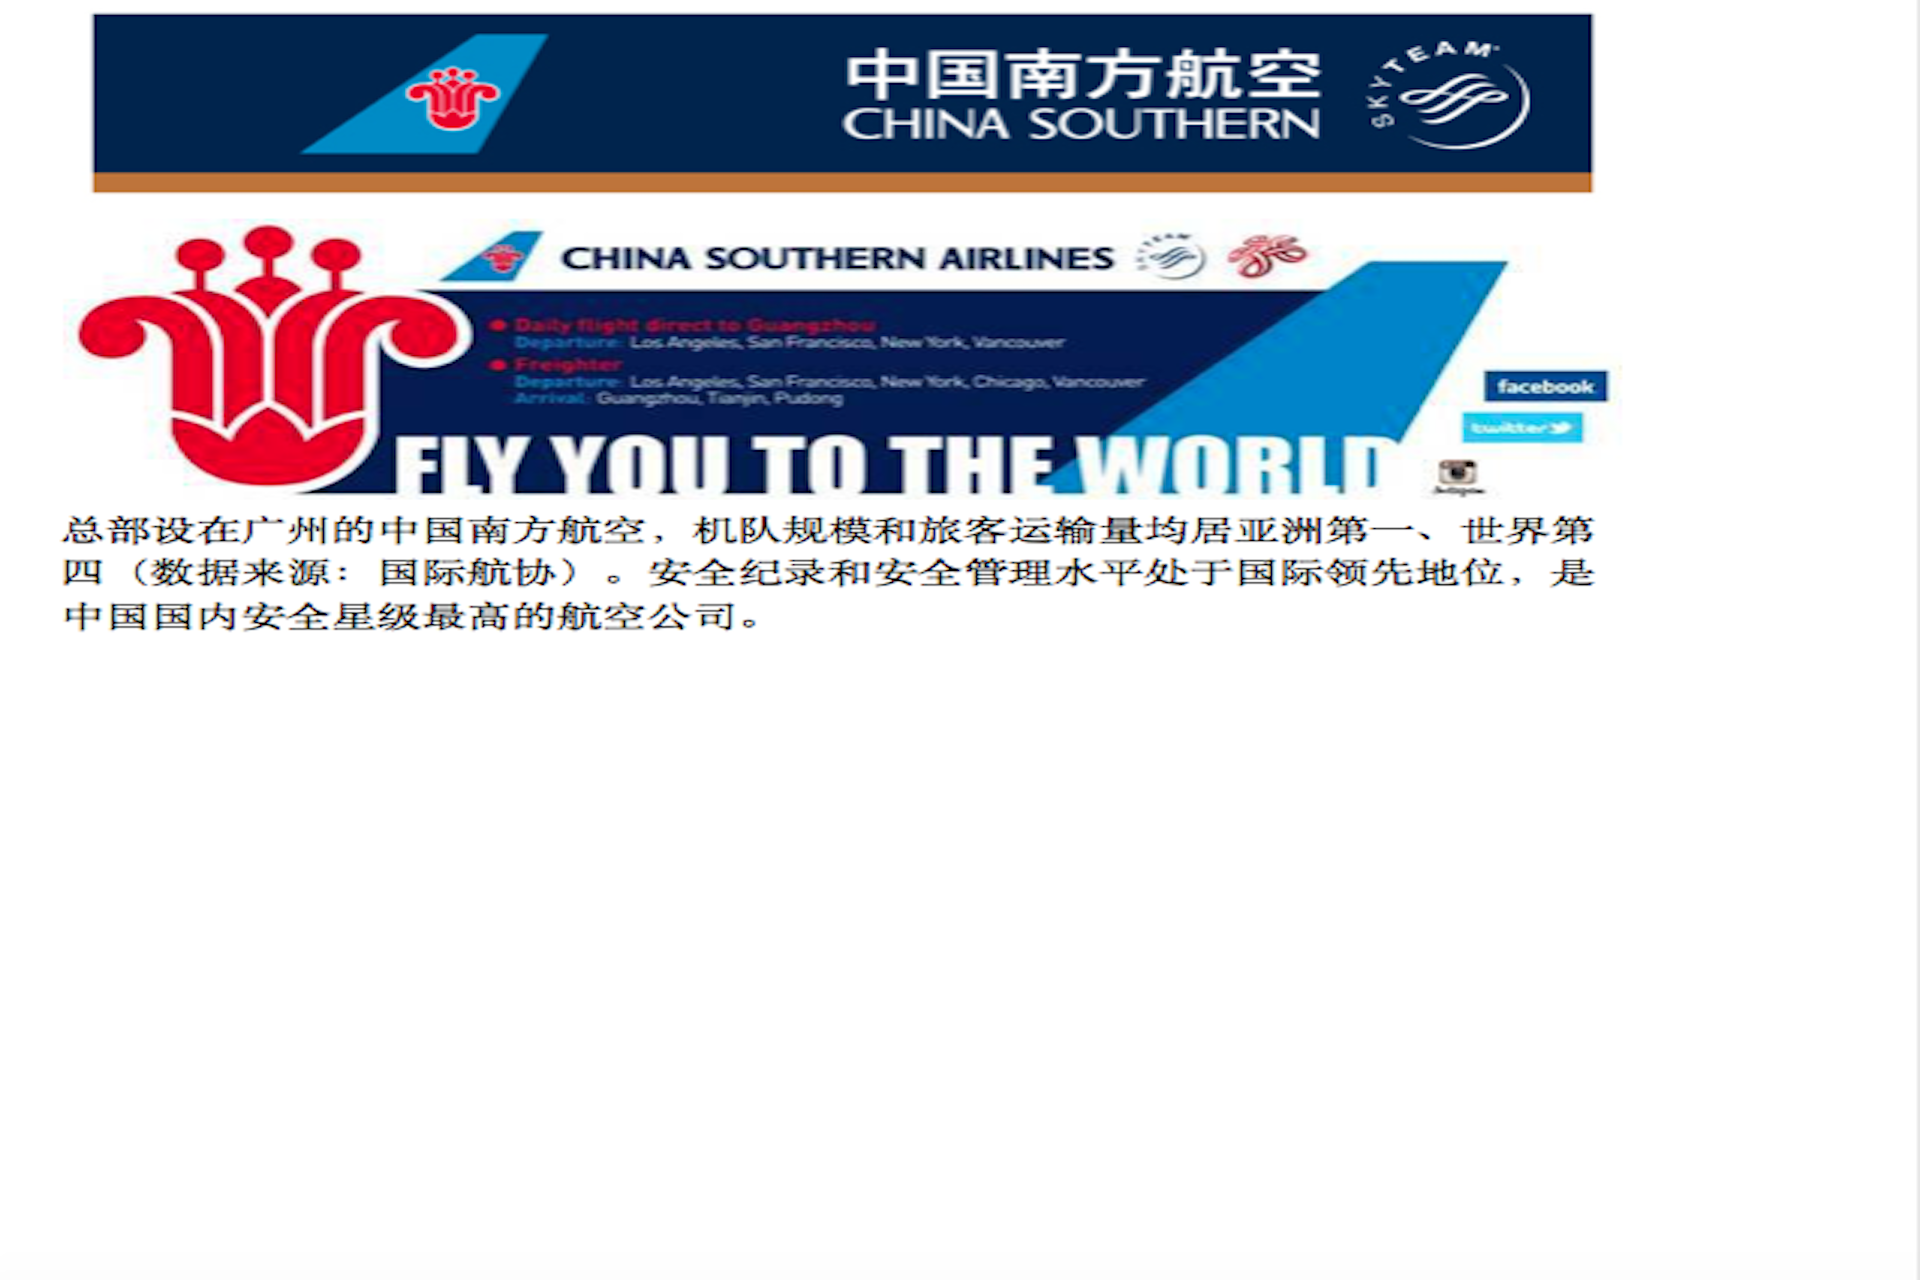 中国南方航空
CHINA SOUTHERN
SKYTEAM
CHINA SOUTHERN AIRLINES
SKYTEAM
Daily flight direct to Guangzhou
Departure: Los Angeles, San Francisco, New York, Vancouver
Freighter
Departure: Los Angeles, San Francisco, New York, Chicago, Vancouver
Arrival: Guangzhou, Tianjin, Pudong
facebook
twitter
FLY YOU TO THE WORLD
Instagram
总部设在广州的中国南方航空，机队规模和旅客运输量均居亚洲第一、世界第
四（数据来源：国际航协）。安全纪录和安全管理水平处于国际领先地位，是
中国国内安全星级最高的航空公司。